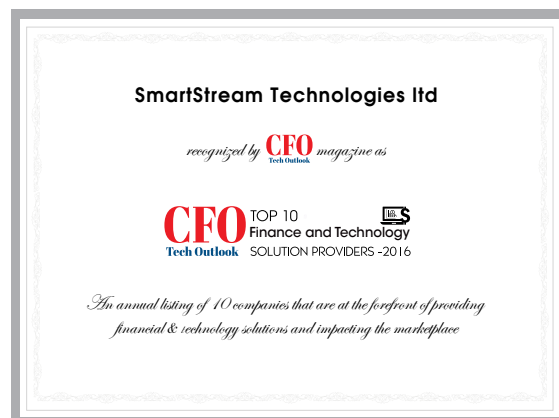 SmartStream Technologies ltd
recognized by CFO Tech Outlook magazine as
CFO Tech Outlook
TOP 10
Finance and Technology
SOLUTION PROVIDERS -2016
An annual listing of 10 companies that are at the forefront of providing
financial & technology solutions and impacting the marketplace